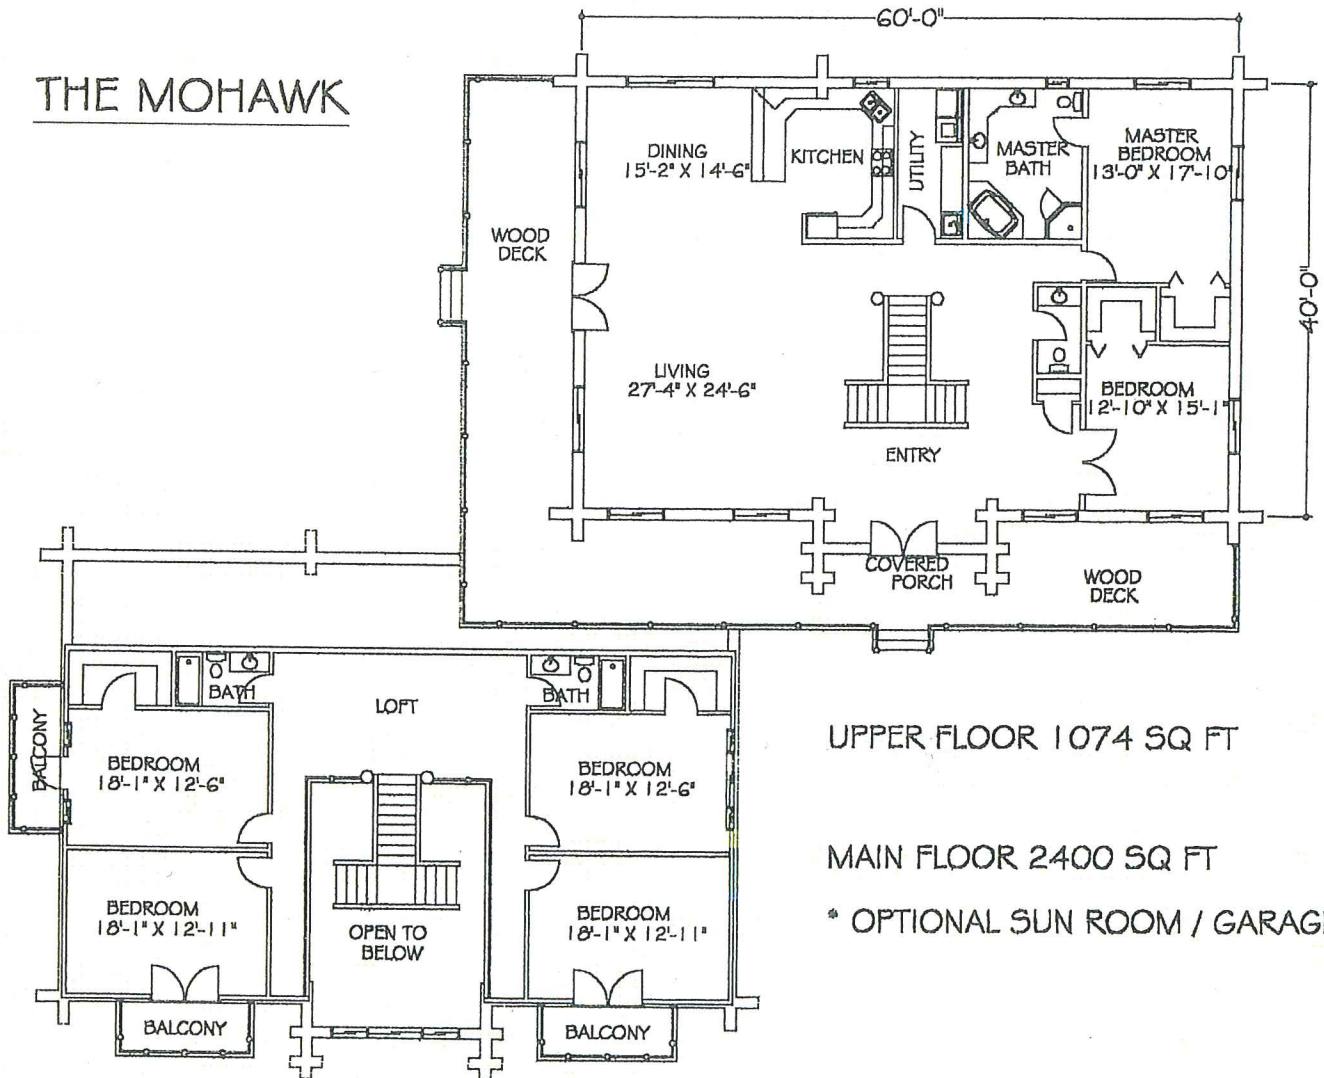 THE MOHAWK
60'-0"
40'-0"
DINING
15'-2" X 14'-6"
KITCHEN
UTILITY
MASTER
BATH
MASTER
BEDROOM
13'-0" X 17'-10"
WOOD
DECK
LIVING
27'-4" X 24'-6"
BEDROOM
12'-10" X 15'-1"
ENTRY
COVERED
PORCH
WOOD
DECK
BATH
LOFT
BATH
BALCONY
BEDROOM
18'-1" X 12'-6"
BEDROOM
18'-1" X 12'-6"
BEDROOM
18'-1" X 12'-11"
OPEN TO
BELOW
BEDROOM
18'-1" X 12'-11"
BALCONY
BALCONY
UPPER FLOOR 1074 SQ FT
MAIN FLOOR 2400 SQ FT
* OPTIONAL SUN ROOM / GARAG